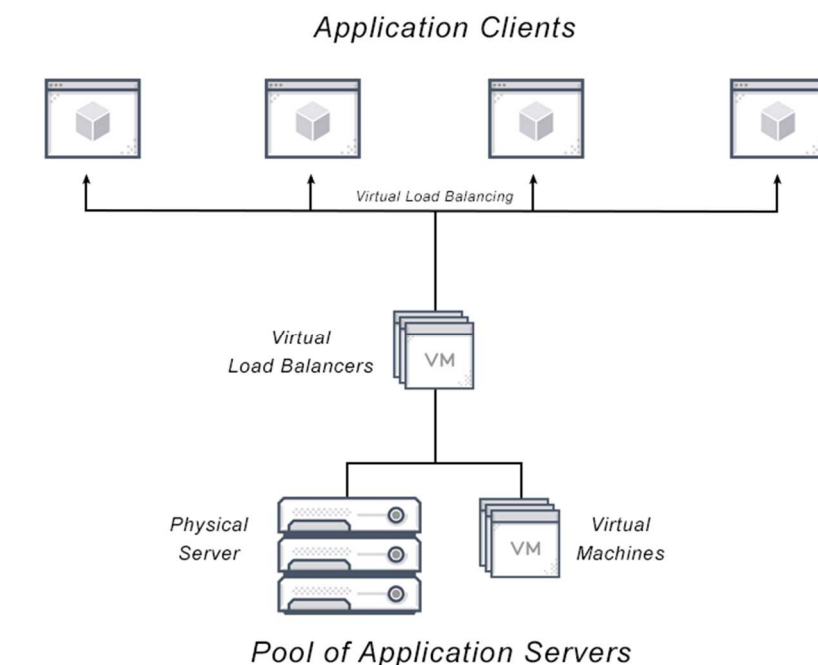 Application Clients
Virtual Load Balancing
Virtual
Load Balancers
VM
Physical
Server
VM
Virtual
Machines
Pool of Application Servers